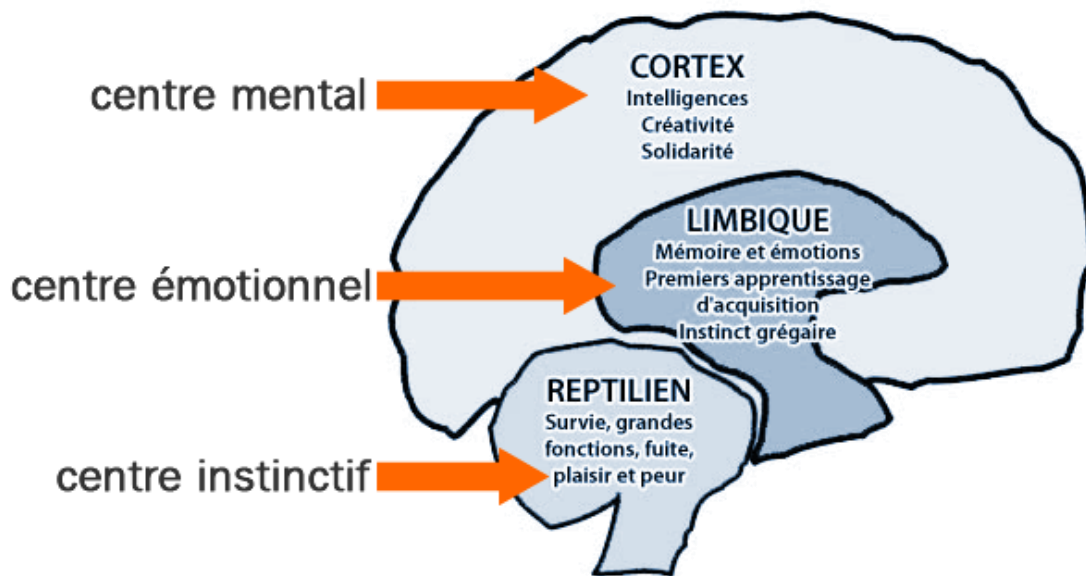 centre mental
CORTEX
Intelligences
Créativité
Solidarité
centre émotionnel
LIMBIQUE
Mémoire et émotions
Premiers apprentissage
d'acquisition
Instinct grégaire
centre instinctif
REPTILIEN
Survie, grandes
fonctions, fuite,
plaisir et peur